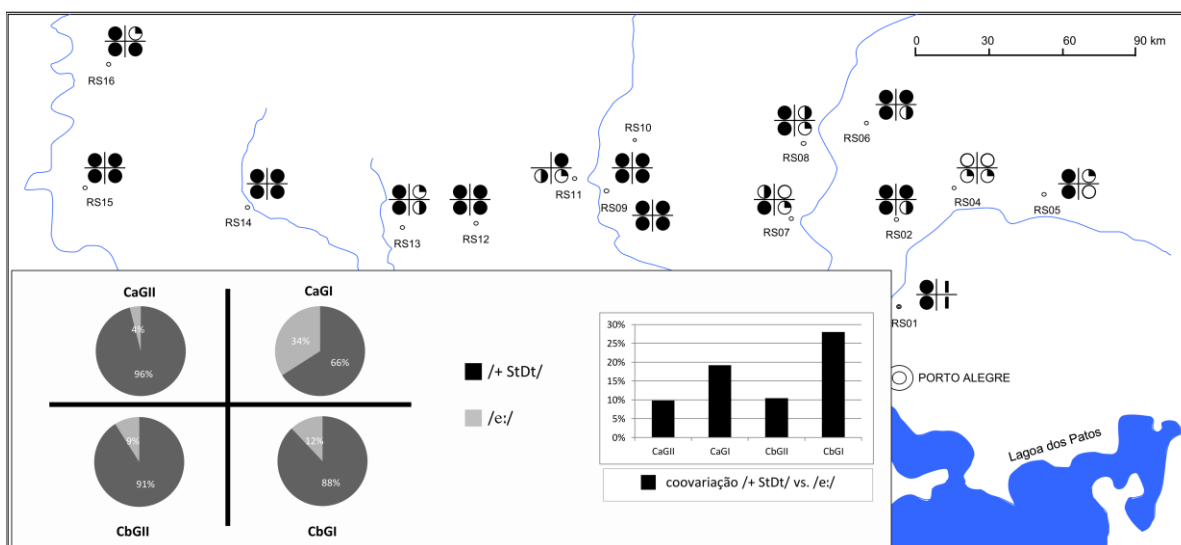 0 30 60 90 km
RS16
RS10
RS06
RS08
RS15
RS11
RS14
RS09
RS04
RS05
RS13
RS12
RS07
RS02
RS01
PORTO ALEGRE
Lagoa dos Patos
CaGII
CaGI
4%
96%
34%
66%
9%
91%
12%
88%
CbGII
CbGI
/+ StDt/
/e:/
30%
25%
20%
15%
10%
5%
0%
CaGII CaGI CbGII CbGI
coovariação /+ StDt/ vs. /e:/